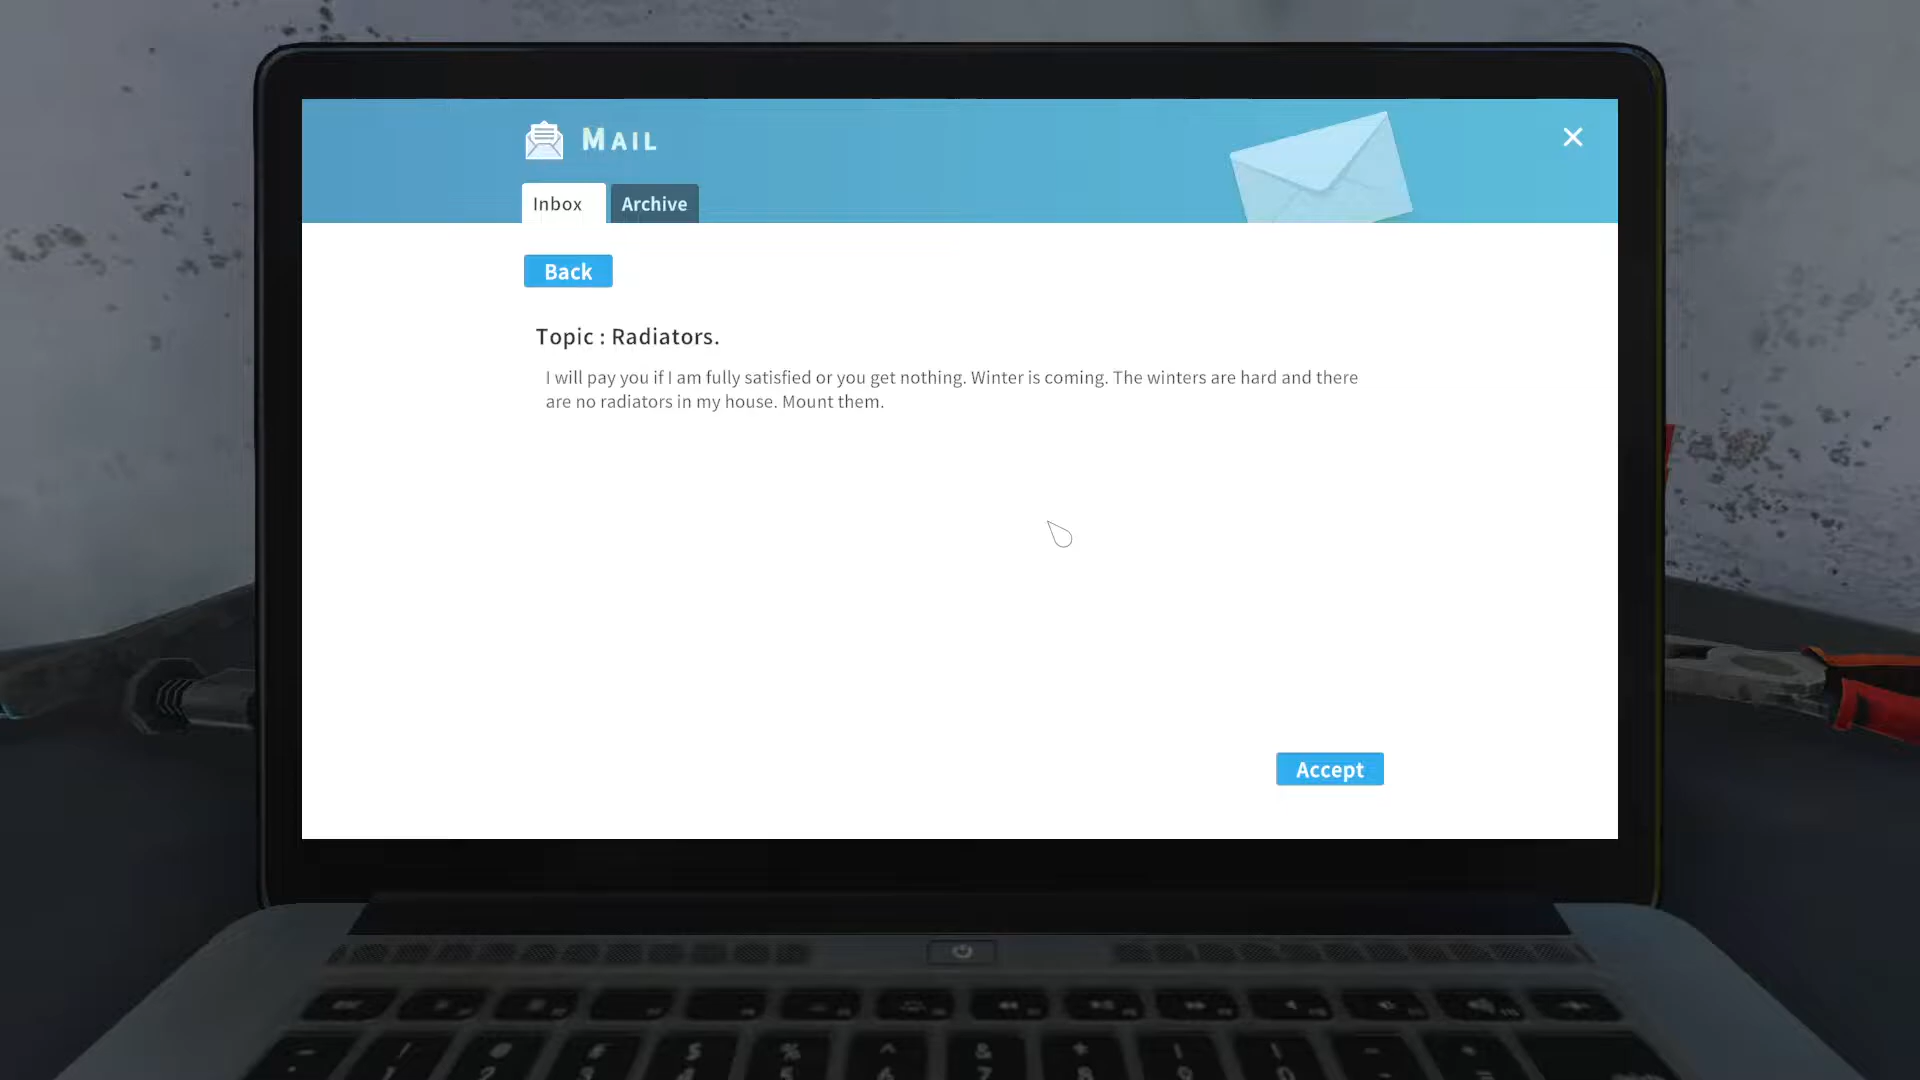 MAIL
Inbox
Archive
Back
Topic : Radiators.
I will pay you if I am fully satisfied or you get nothing. Winter is coming. The winters are hard and there
are no radiators in my house. Mount them.
Accept